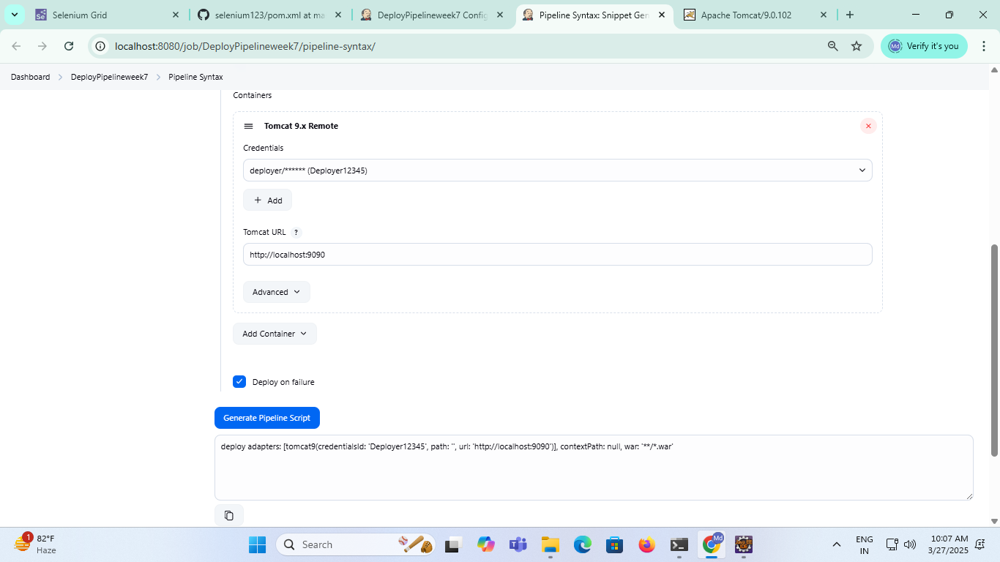 Selenium Grid
selenium123/pom.xml at ma
DeployPipelineweek7 Config
Pipeline Syntax: Snippet Gen
Apache Tomcat/9.0.102
localhost:8080/job/DeployPipelineweek7/pipeline-syntax/
Md
Verify it's you
Dashboard
DeployPipelineweek7
Pipeline Syntax
Containers
Tomcat 9.x Remote
Credentials
deployer/****** (Deployer12345)
+ Add
Tomcat URL ?
http://localhost:9090
Advanced
Add Container
Deploy on failure
Generate Pipeline Script
deploy adapters: [tomcat9(credentialsId: 'Deployer12345', path: '', url: 'http://localhost:9090')], contextPath: null, war: '**/*.war'
1
82°F
Haze
Search
Md
ENG
IN
10:07 AM
3/27/2025